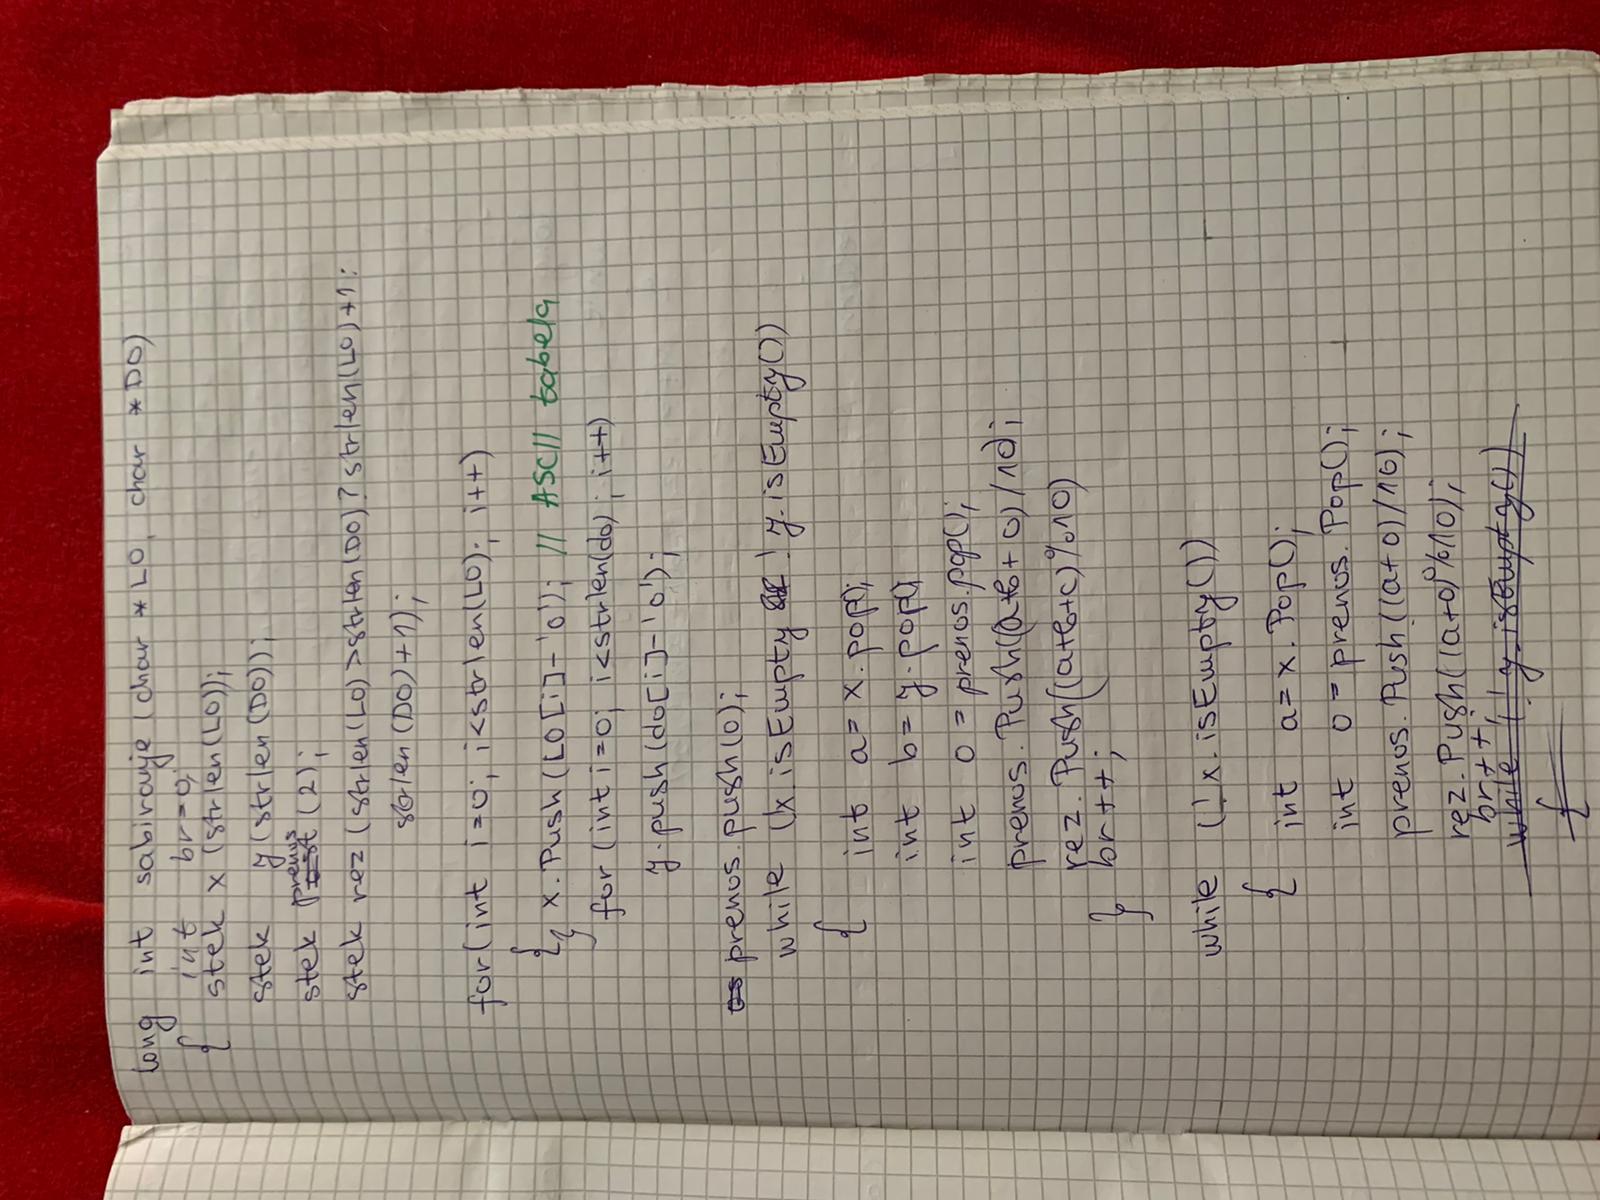 long int sabiranje (char * LO, char * DO)
{ int br=0;
stek x (strlen(LO));
stek y (strlen(DO));
stek prenos (2);
stek rez (strlen(LO) > strlen(DO)? strlen(LO)+1:
strlen(DO)+1);
for(int i=0; i<strlen(LO); i++)
{ x.Push(LO[i]-'0'); // ASCII tabela
} for(int i=0; i<strlen(do); i++)
y.push(do[i]-'0');
prenos.push(0);
while (!x.isEmpty ! y.isEmpty())
{ int a=x.pop();
int b=y.pop();
int o=prenos.pop();
prenos.Push((a+b+o)/10);
rez.Push((a+b+c)%10)
br++;
}
while (!x.isEmpty())
{ int a=x.Pop();
int o=prenos.Pop();
prenos.Push((a+o)/10);
rez.Push((a+o)%10);
br++;
while (!y.isEmpty())
{